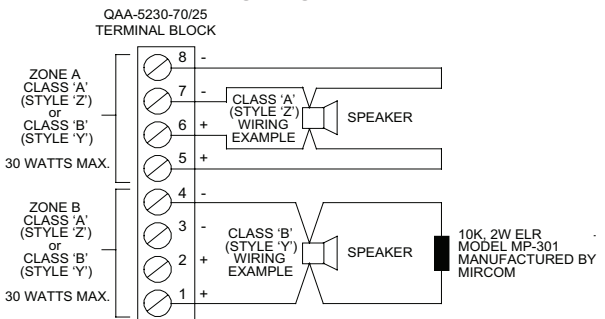 QAA-5230-70/25
TERMINAL BLOCK
ZONE A
CLASS ‘A’
(STYLE ‘Z’)
or
CLASS ‘B’
(STYLE ‘Y’)
30 WATTS MAX.
8 -
7 -
6 +
5 +
CLASS ‘A’
(STYLE ‘Z’)
WIRING
EXAMPLE
SPEAKER
ZONE B
CLASS ‘A’
(STYLE ‘Z’)
or
CLASS ‘B’
(STYLE ‘Y’)
30 WATTS MAX.
4 -
3 -
2 +
1 +
CLASS ‘B’
(STYLE ‘Y’)
WIRING
EXAMPLE
SPEAKER
10K, 2W ELR
MODEL MP-301
MANUFACTURED BY
MIRCOM